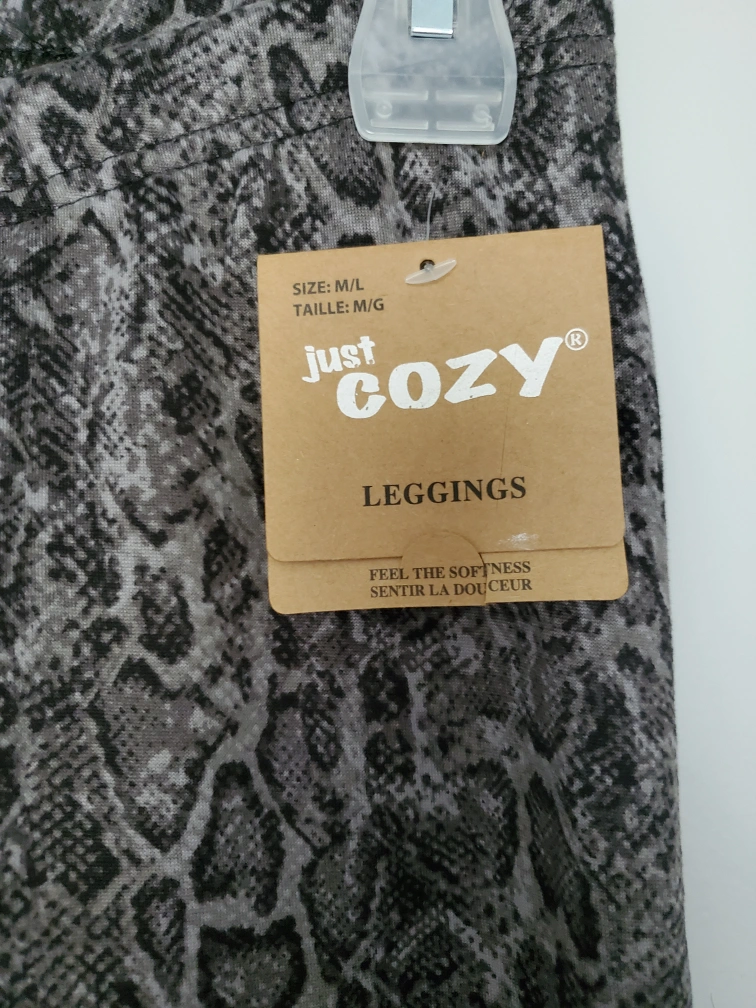 SIZE: M/L
TAILLE: M/G
just
cozy®
LEGGINGS
FEEL THE SOFTNESS
SENTIR LA DOUCEUR